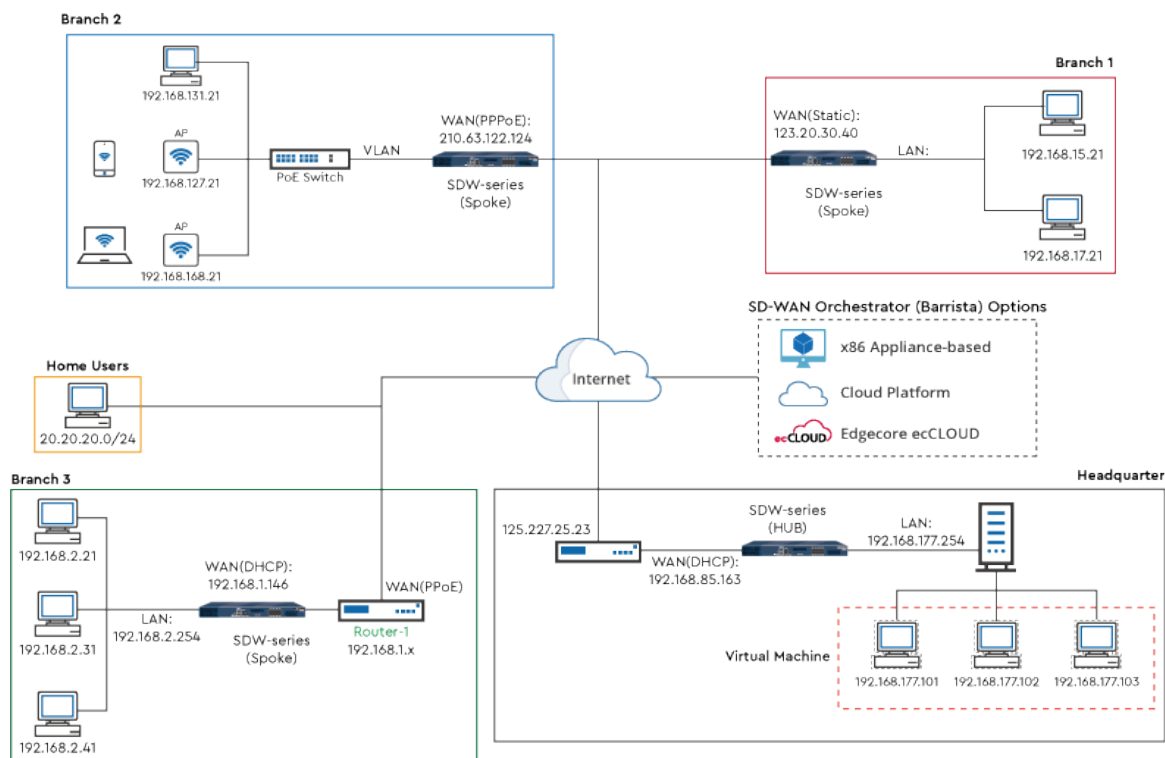 Branch 2
192.168.131.21
AP
192.168.127.21
AP
192.168.168.21
PoE Switch
VLAN
WAN(PPPoE):
210.63.122.124
SDW-series
(Spoke)
Branch 1
WAN(Static):
123.20.30.40
SDW-series
(Spoke)
LAN:
192.168.15.21
192.168.17.21
SD-WAN Orchestrator (Barrista) Options
x86 Appliance-based
Cloud Platform
ecCLOUD
Edgecore ecCLOUD
Internet
Home Users
20.20.20.0/24
Branch 3
192.168.2.21
192.168.2.31
192.168.2.41
LAN:
192.168.2.254
WAN(DHCP):
192.168.1.146
SDW-series
(Spoke)
WAN(PPoE)
Router-1
192.168.1.x
Headquarter
125.227.25.23
WAN(DHCP):
192.168.85.163
SDW-series
(HUB)
LAN:
192.168.177.254
Virtual Machine
192.168.177.101
192.168.177.102
192.168.177.103